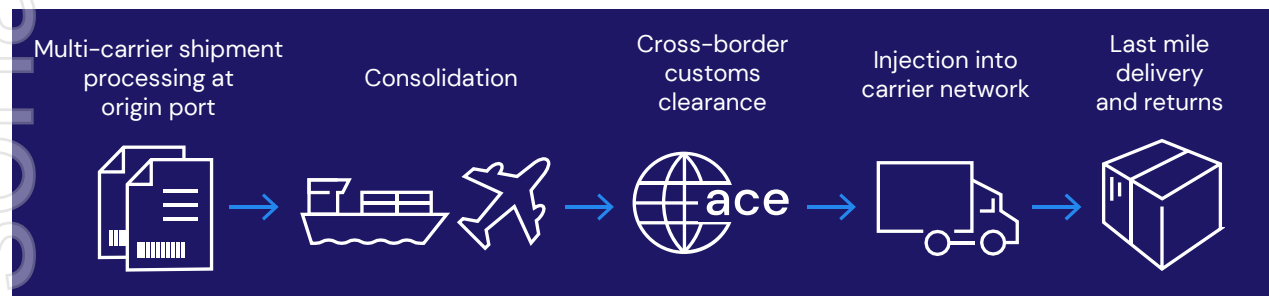 Multi-carrier shipment
processing at
origin port
Consolidation
Cross-border
customs
clearance
Injection into
carrier network
Last mile
delivery
and returns
ace